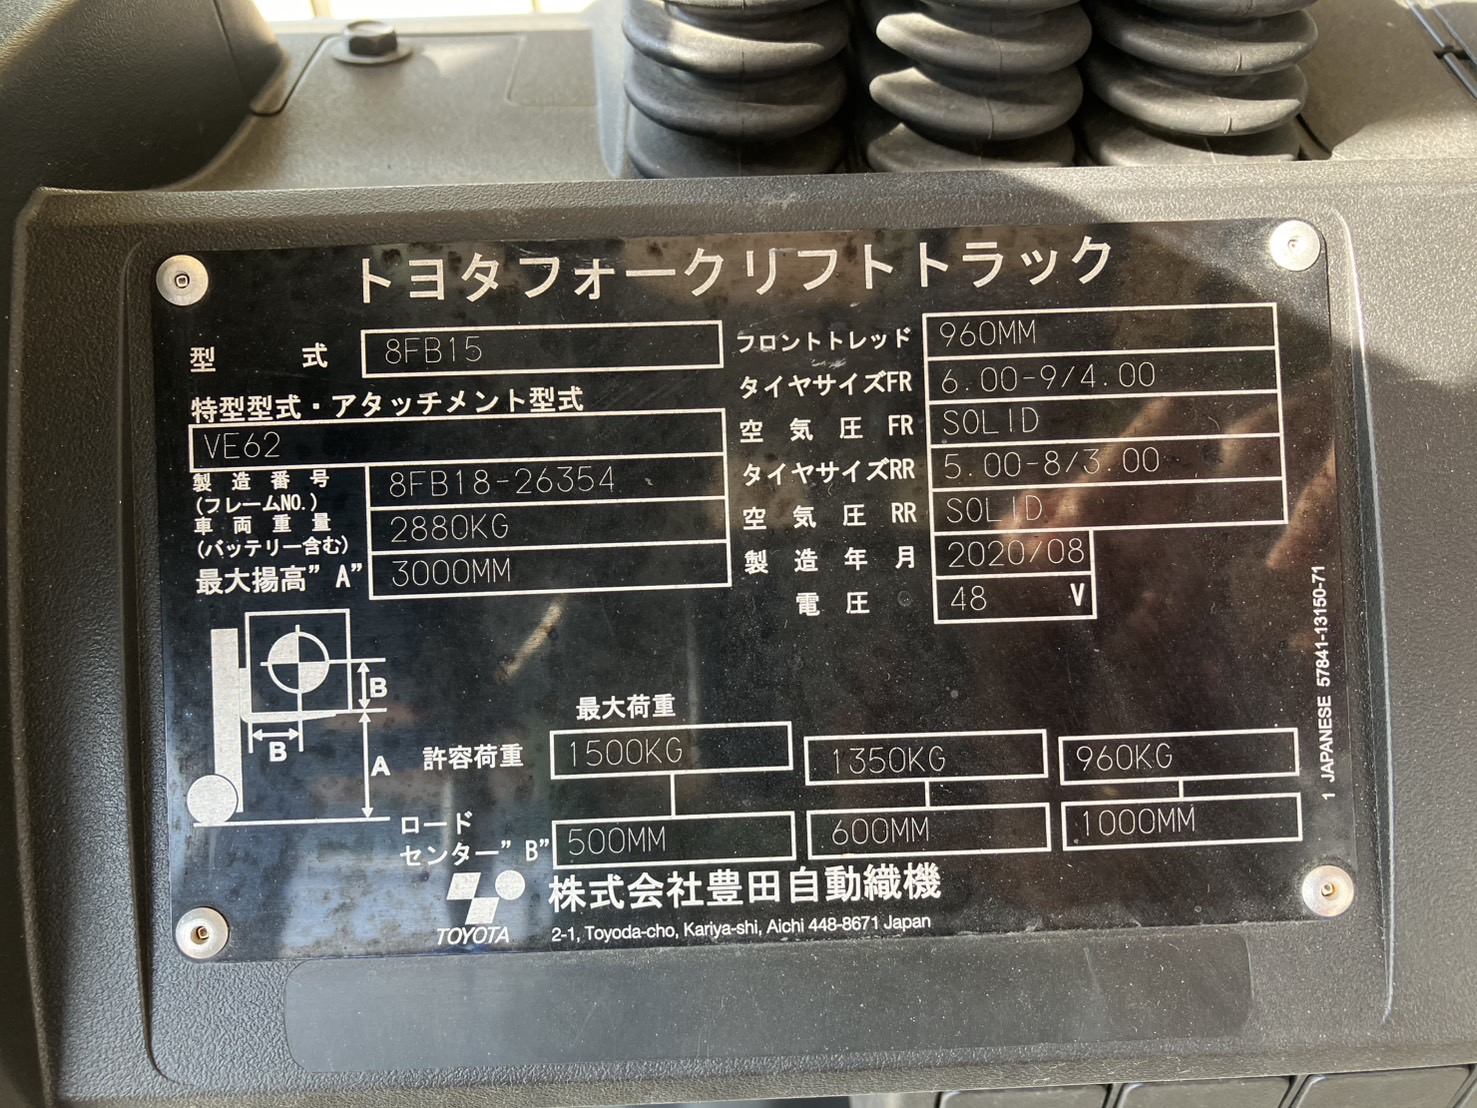 トヨタフォークリフトトラック
型式 8FB15
特型型式・アタッチメント型式
VE62
製造番号 (フレームNO.) 8FB18-26354
車両重量 (バッテリー含む) 2880KG
最大揚高"A" 3000MM
フロントトレッド 960MM
タイヤサイズFR 6.00-9/4.00
空気圧 FR SOLID
タイヤサイズRR 5.00-8/3.00
空気圧 RR SOLID
製造年月 2020/08
電圧 48 V
B
B
A
最大荷重
許容荷重 1500KG 1350KG 960KG
ロードセンター"B" 500MM 600MM 1000MM
TOYOTA
株式会社豊田自動織機
2-1, Toyoda-cho, Kariya-shi, Aichi 448-8671 Japan
1 JAPANESE 57841-13150-71